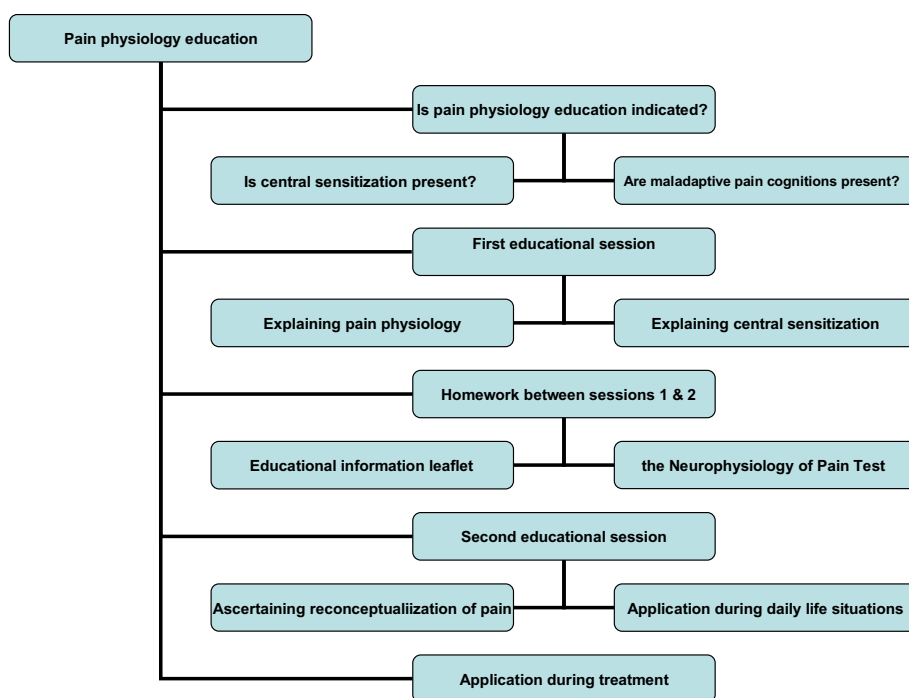 Pain physiology education
Is pain physiology education indicated?
Is central sensitization present?
Are maladaptive pain cognitions present?
First educational session
Explaining pain physiology
Explaining central sensitization
Homework between sessions 1 & 2
Educational information leaflet
the Neurophysiology of Pain Test
Second educational session
Ascertaining reconceptualiization of pain
Application during daily life situations
Application during treatment